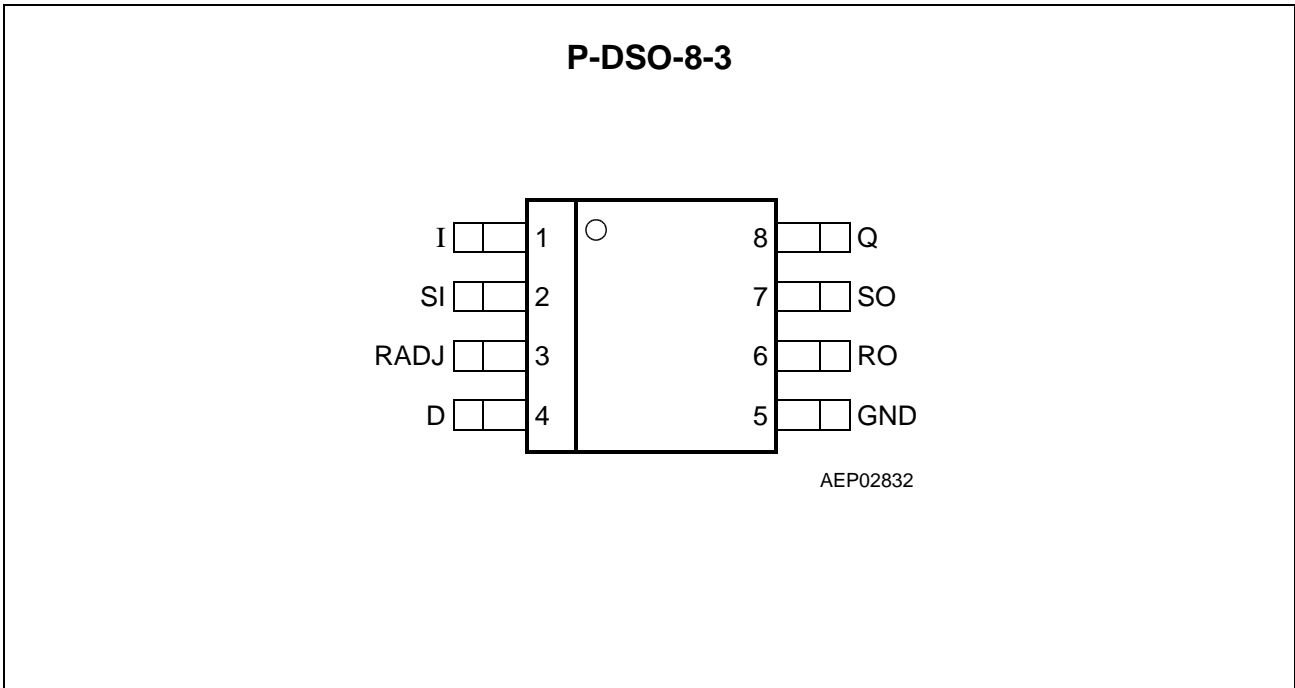 P-DSO-8-3
I 1 8 Q
SI 2 7 SO
RADJ 3 6 RO
D 4 5 GND
AEP02832